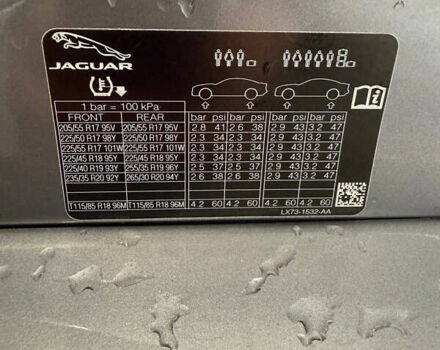 JAGUAR
1 bar = 100 kPa
FRONT REAR bar psi bar psi bar psi bar psi
205/55 R17 95V 205/55 R17 95V 2.8 41 2.6 38 2.9 43 3.2 47
225/50 R17 98Y 225/50 R17 98Y 2.3 34 2.3 34 2.9 43 3.2 47
225/55 R17 101W 225/55 R17 101W 2.3 34 2.3 34 2.9 43 3.2 47
225/45 R18 95Y 225/45 R18 95Y 2.3 34 2.3 34 2.9 43 3.2 47
225/40 R19 93Y 255/35 R19 96Y 2.5 37 2.5 37 2.9 43 3.2 47
235/35 R20 92Y 265/30 R20 94Y 2.6 38 2.6 38 2.9 43 3.2 47
T115/85 R18 96M T115/85 R18 96M 4.2 60 4.2 60 4.2 60 4.2 60
LX73-1532-AA